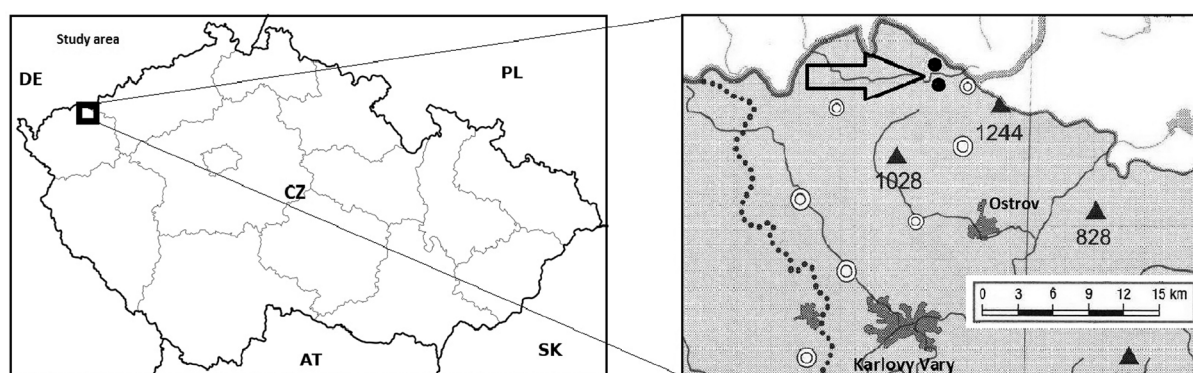 Study area
DE
PL
CZ
AT
SK
1244
1028
Ostrov
828
0 3 6 9 12 15 km
Karlovy Vary